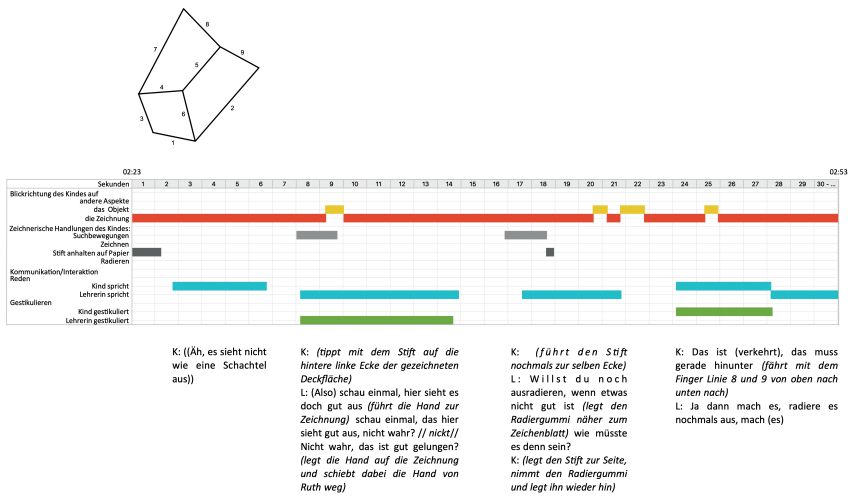 8
7
9
5
4
2
3
6
1
02:23
02:53
Sekunden 1 2 3 4 5 6 7 8 9 10 11 12 13 14 15 16 17 18 19 20 21 22 23 24 25 26 27 28 29 30 - ...
Blickrichtung des Kindes auf
andere Aspekte
das Objekt
die Zeichnung
Zeichnerische Handlungen des Kindes:
Suchbewegungen
Zeichnen
Stift anhalten auf Papier
Radieren
Kommunikation/Interaktion
Reden
Kind spricht
Lehrerin spricht
Gestikulieren
Kind gestikuliert
Lehrerin gestikuliert
K: ((Äh, es sieht nicht
wie eine Schachtel
aus))
K: (tippt mit dem Stift auf die
hintere linke Ecke der gezeichneten
Deckfläche)
L: (Also) schau einmal, hier sieht es
doch gut aus (führt die Hand zur
Zeichnung) schau einmal, das hier
sieht gut aus, nicht wahr? // nickt//
Nicht wahr, das ist gut gelungen?
(legt die Hand auf die Zeichnung
und schiebt dabei die Hand von
Ruth weg)
K: (führt den Stift
nochmals zur selben Ecke)
L: Willst du noch
ausradieren, wenn etwas
nicht gut ist (legt den
Radiergummi näher zum
Zeichenblatt) wie müsste
es denn sein?
K: (legt den Stift zur Seite,
nimmt den Radiergummi
und legt ihn wieder hin)
K: Das ist (verkehrt), das muss
gerade hinunter (fährt mit dem
Finger Linie 8 und 9 von oben nach
unten nach)
L: Ja dann mach es, radiere es
nochmals aus, mach (es)